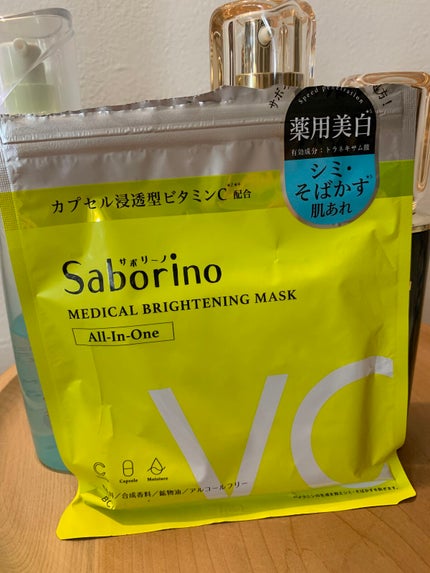 Speed penetration
薬用美白
有効成分：トラネキサム酸
シミ・
そばかす
肌あれ
カプセル浸透型ビタミンC 配合
サボリーノ
Saborino
MEDICAL BRIGHTENING MASK
All-In-One
VC
Capsule
Moisture
合成香料／鉱物油／アルコールフリー